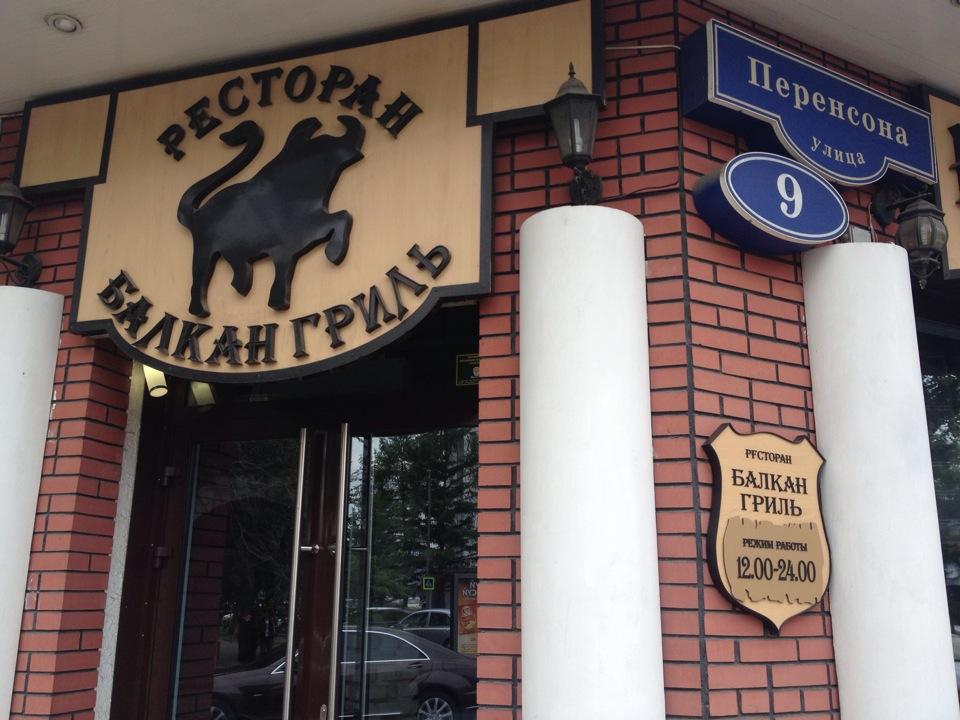 РЕСТОРАН
БАЛКАН ГРИЛЬ
Перенсона
улица
9
РЕСТОРАН
БАЛКАН
ГРИЛЬ
РЕЖИМ РАБОТЫ
12.00-24.00